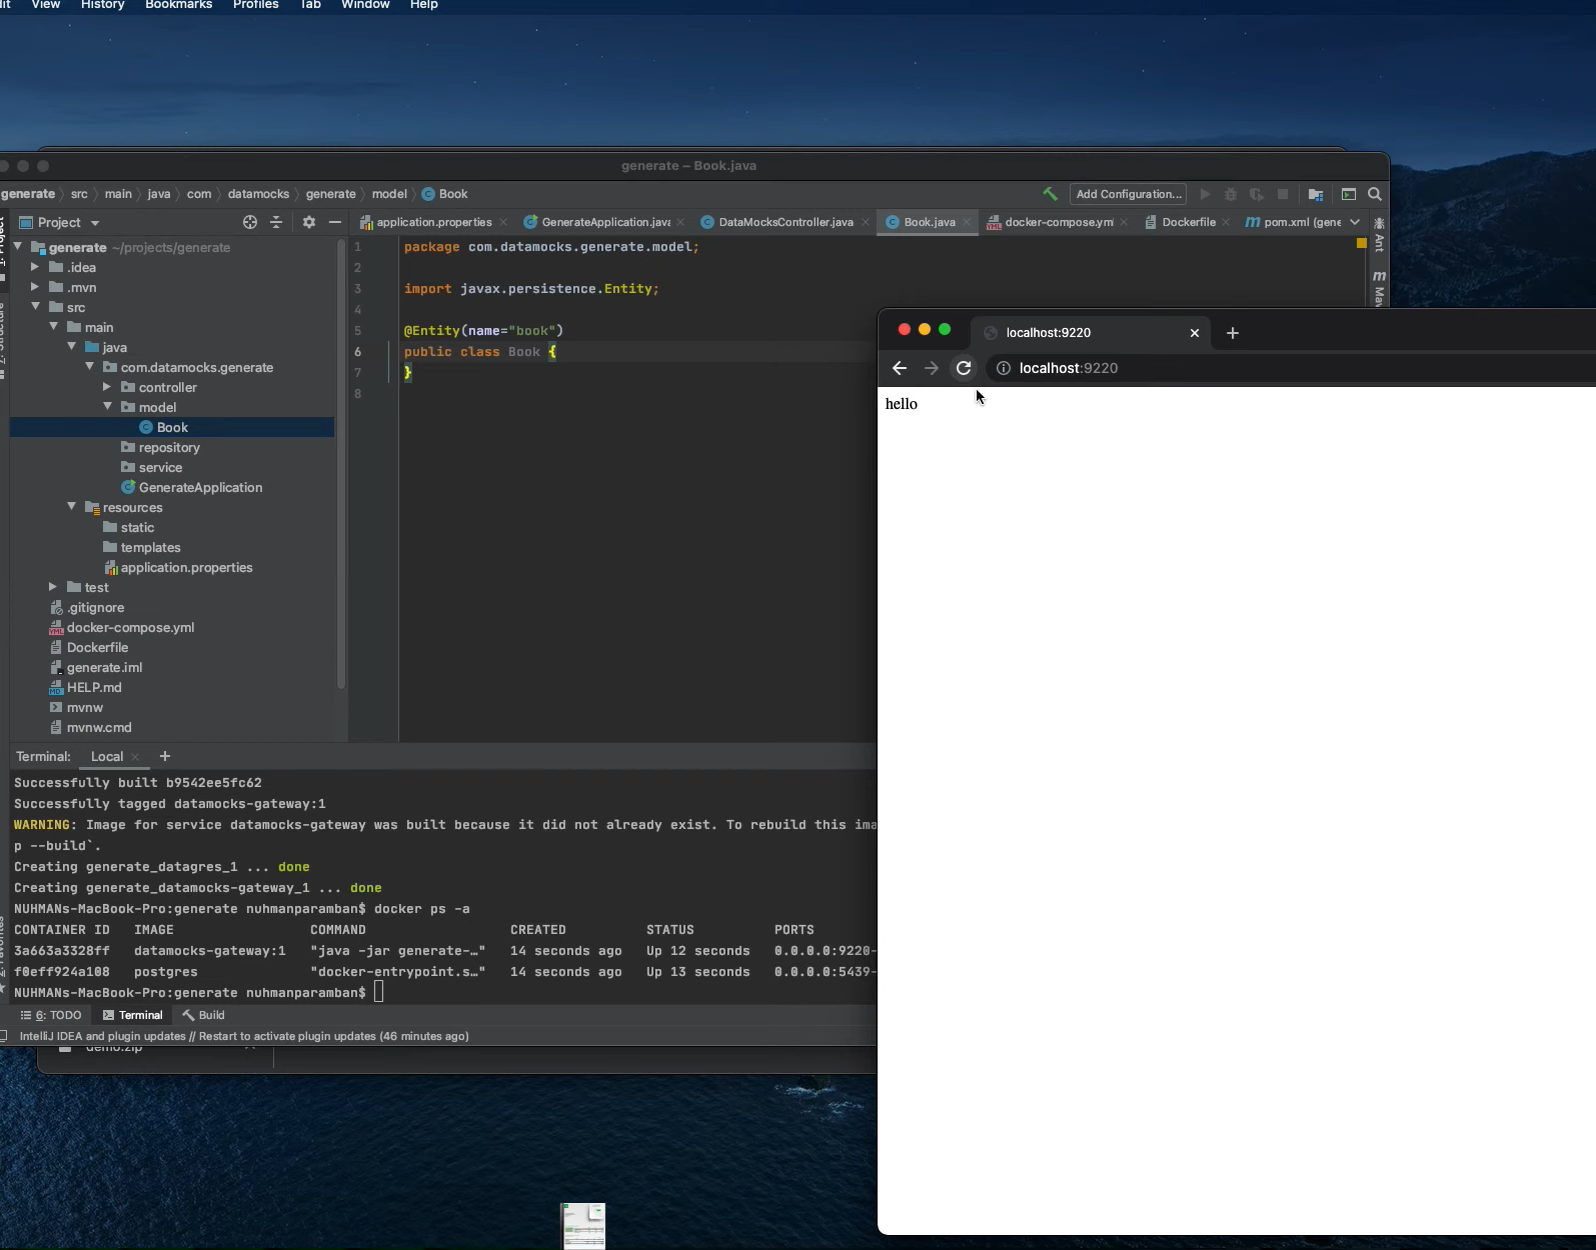 View History Bookmarks Profiles Tab Window Help
generate – Book.java
generate src main java com datamocks generate model Book
Add Configuration...
Project
application.properties GenerateApplication.java DataMocksController.java Book.java docker-compose.yml Dockerfile pom.xml (gene
Ant
generate ~/projects/generate
.idea
.mvn
src
main
java
com.datamocks.generate
controller
model
Book
repository
service
GenerateApplication
resources
static
templates
application.properties
test
.gitignore
docker-compose.yml
Dockerfile
generate.iml
HELP.md
mvnw
mvnw.cmd
1 package com.datamocks.generate.model;
2
3 import javax.persistence.Entity;
4
5 @Entity(name="book")
6 public class Book {
7 }
8
localhost:9220
localhost:9220
hello
Terminal: Local
Successfully built b9542ee5fc62
Successfully tagged datamocks-gateway:1
WARNING: Image for service datamocks-gateway was built because it did not already exist. To rebuild this ima
p --build`.
Creating generate_datagres_1 ... done
Creating generate_datamocks-gateway_1 ... done
NUHMANs-MacBook-Pro:generate nuhmanparamban$ docker ps -a
CONTAINER ID IMAGE COMMAND CREATED STATUS PORTS
3a663a3328ff datamocks-gateway:1 "java -jar generate-…" 14 seconds ago Up 12 seconds 0.0.0.0:9220-
f0eff924a108 postgres "docker-entrypoint.s…" 14 seconds ago Up 13 seconds 0.0.0.0:5439-
NUHMANs-MacBook-Pro:generate nuhmanparamban$
6: TODO Terminal Build
IntelliJ IDEA and plugin updates // Restart to activate plugin updates (46 minutes ago)
demo.zip